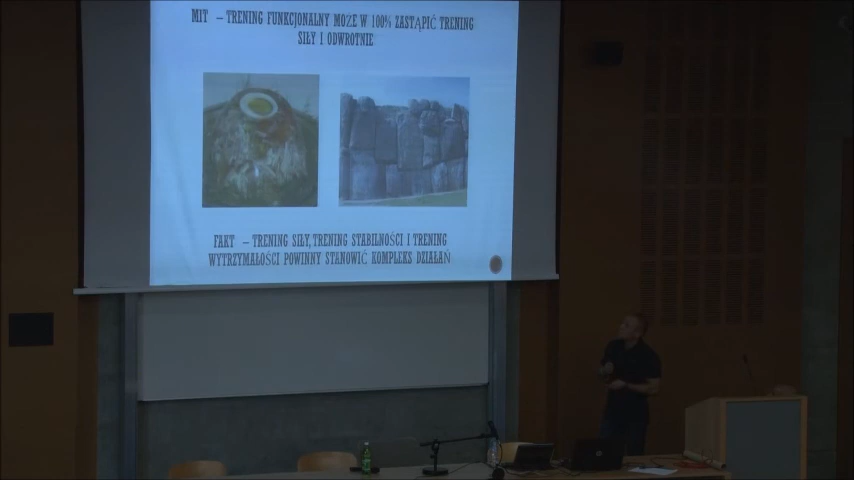 MIT – TRENING FUNKCJONALNY MOŻE W 100% ZASTĄPIĆ TRENING
SIŁY I ODWROTNIE
FAKT – TRENING SIŁY, TRENING STABILNOŚCI I TRENING
WYTRZYMAŁOŚCI POWINNY STANOWIĆ KOMPLEKS DZIAŁAŃ